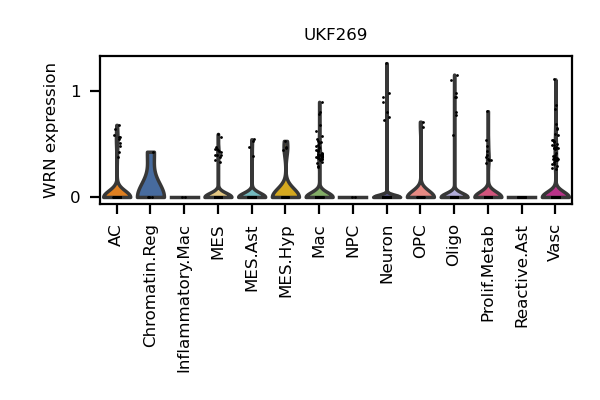 UKF269
WRN expression
1
0
AC
Chromatin.Reg
Inflammatory.Mac
MES
MES.Ast
MES.Hyp
Mac
NPC
Neuron
OPC
Oligo
Prolif.Metab
Reactive.Ast
Vasc